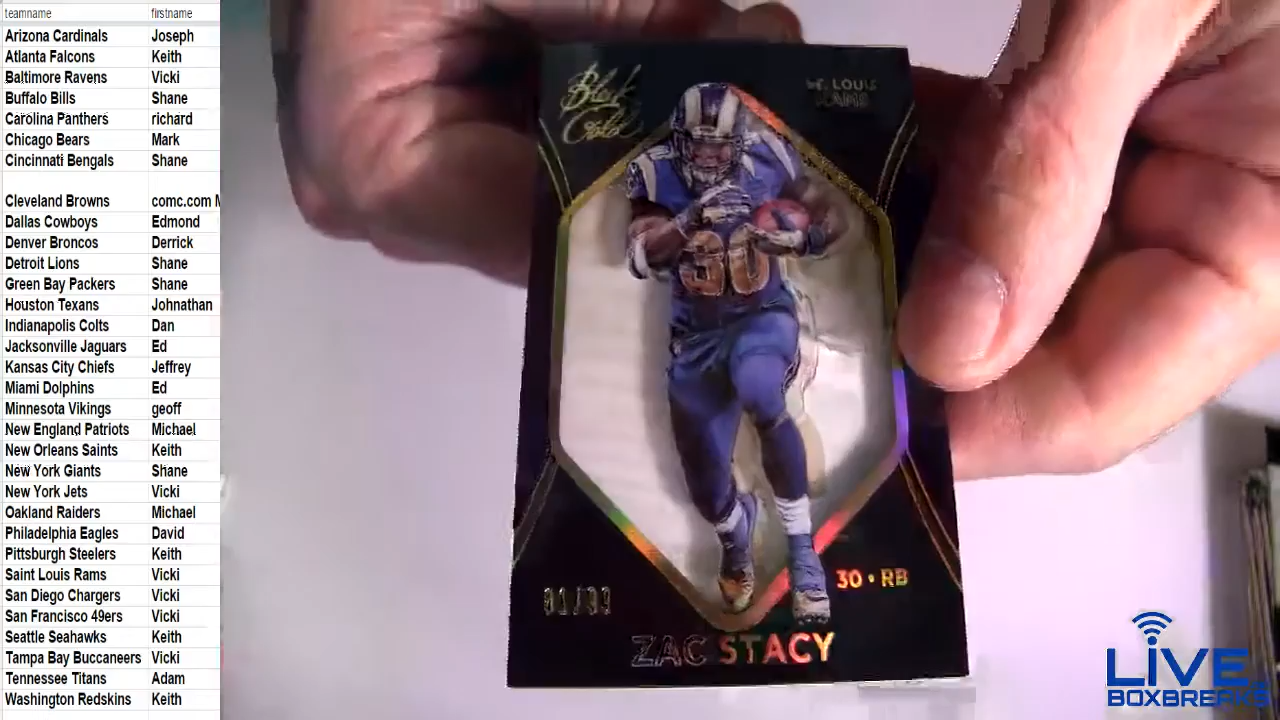 teamname firstname
Arizona Cardinals Joseph
Atlanta Falcons Keith
Baltimore Ravens Vicki
Buffalo Bills Shane
Carolina Panthers richard
Chicago Bears Mark
Cincinnati Bengals Shane
Cleveland Browns comc.com
Dallas Cowboys Edmond
Denver Broncos Derrick
Detroit Lions Shane
Green Bay Packers Shane
Houston Texans Johnathan
Indianapolis Colts Dan
Jacksonville Jaguars Ed
Kansas City Chiefs Jeffrey
Miami Dolphins Ed
Minnesota Vikings geoff
New England Patriots Michael
New Orleans Saints Keith
New York Giants Shane
New York Jets Vicki
Oakland Raiders Michael
Philadelphia Eagles David
Pittsburgh Steelers Keith
Saint Louis Rams Vicki
San Diego Chargers Vicki
San Francisco 49ers Vicki
Seattle Seahawks Keith
Tampa Bay Buccaneers Vicki
Tennessee Titans Adam
Washington Redskins Keith
Black
Gold
ST. LOUIS
RAMS
30
30 • RB
ZAC STACY
LIVE
BOXBREAKS